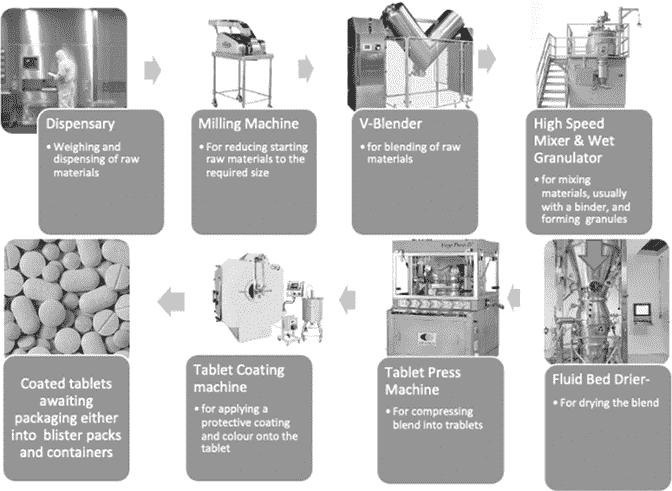 Dispensary
• Weighing and
dispensing of raw
materials
Milling Machine
• For reducing starting
raw materials to the
required size
V-Blender
• for blending of raw
materials
High Speed
Mixer & Wet
Granulator
• for mixing
materials, usually
with a binder, and
forming granules
Coated tablets
awaiting
packaging either
into blister packs
and containers
Tablet Coating
machine
• for applying a
protective coating
and colour onto the
tablet
Tablet Press
Machine
• For compressing
blend into trablets
Fluid Bed Drier-
• For drying the blend